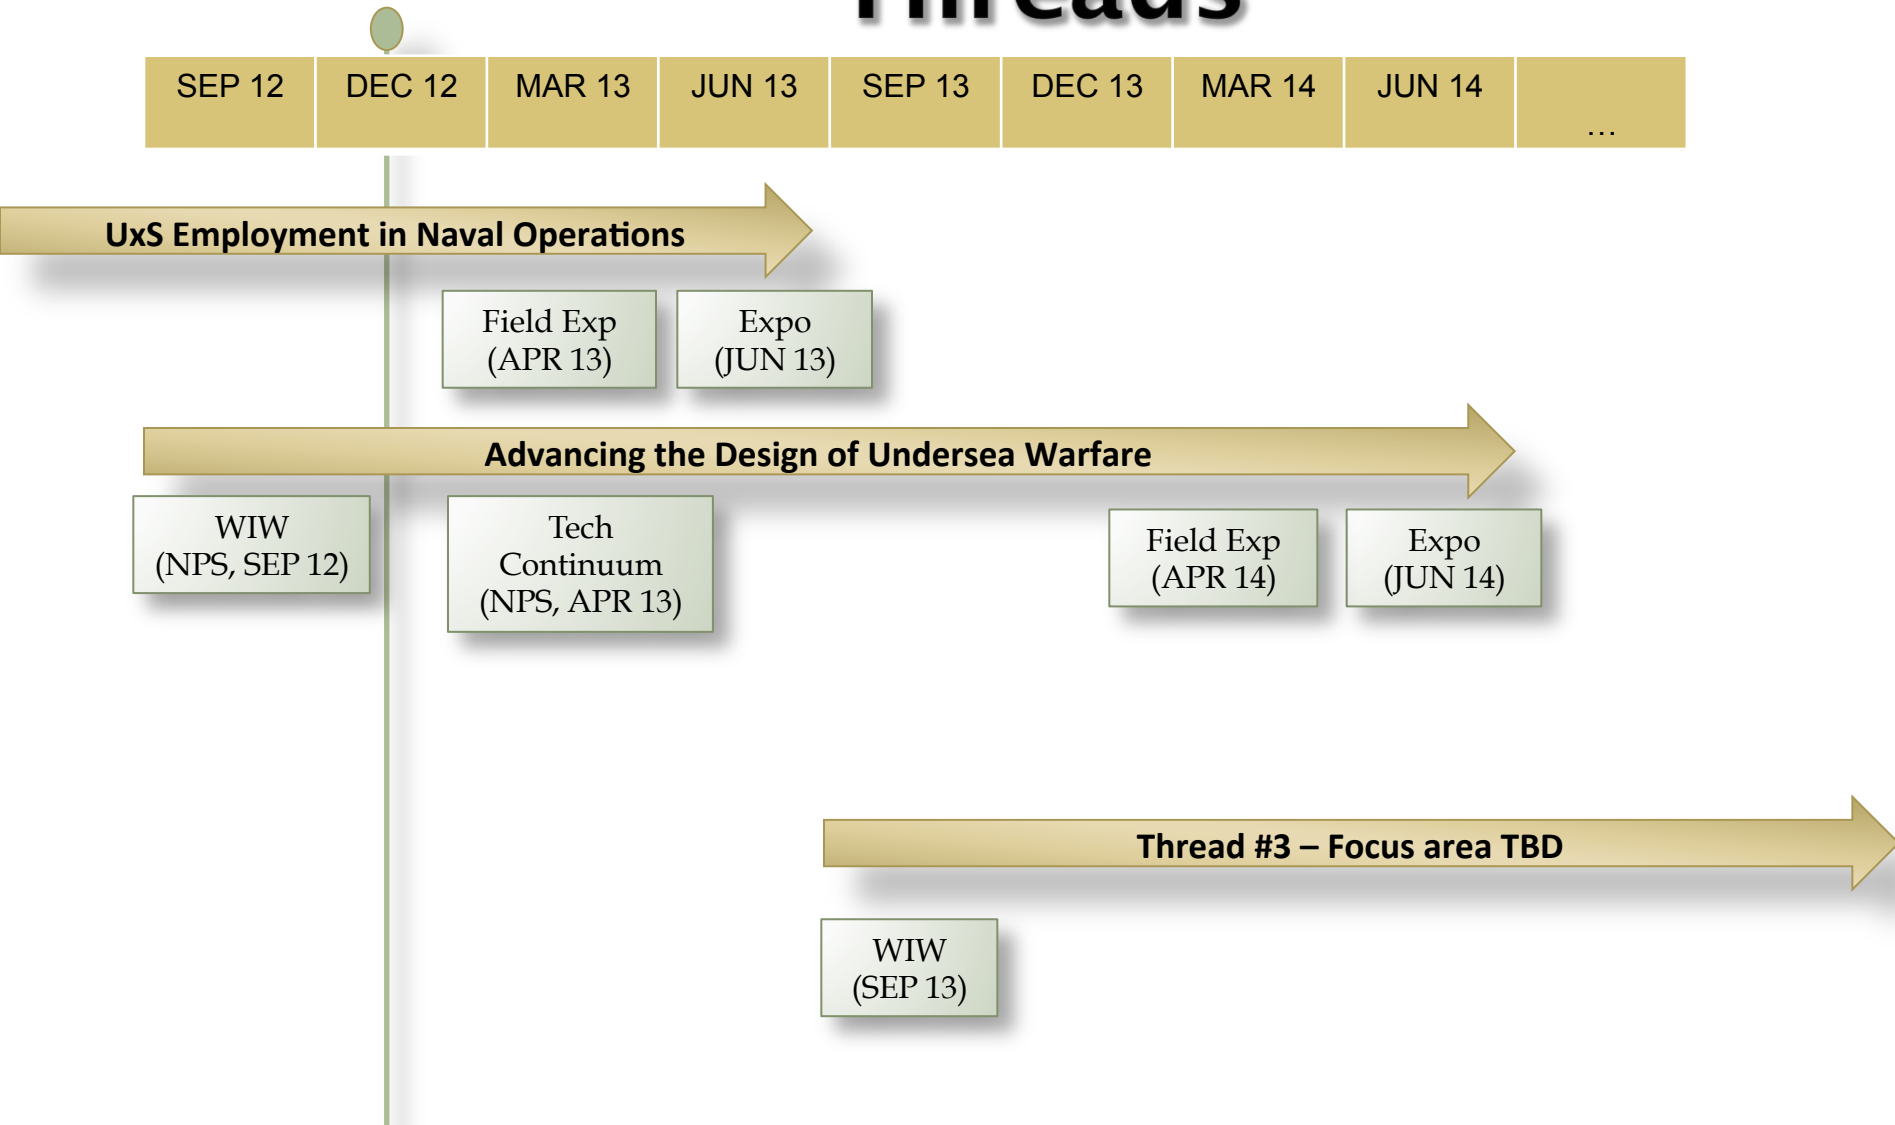 Threads
SEP 12 DEC 12 MAR 13 JUN 13 SEP 13 DEC 13 MAR 14 JUN 14
…
UxS Employment in Naval Operations
Field Exp
(APR 13)
Expo
(JUN 13)
Advancing the Design of Undersea Warfare
WIW
(NPS, SEP 12)
Tech
Continuum
(NPS, APR 13)
Field Exp
(APR 14)
Expo
(JUN 14)
Thread #3 – Focus area TBD
WIW
(SEP 13)